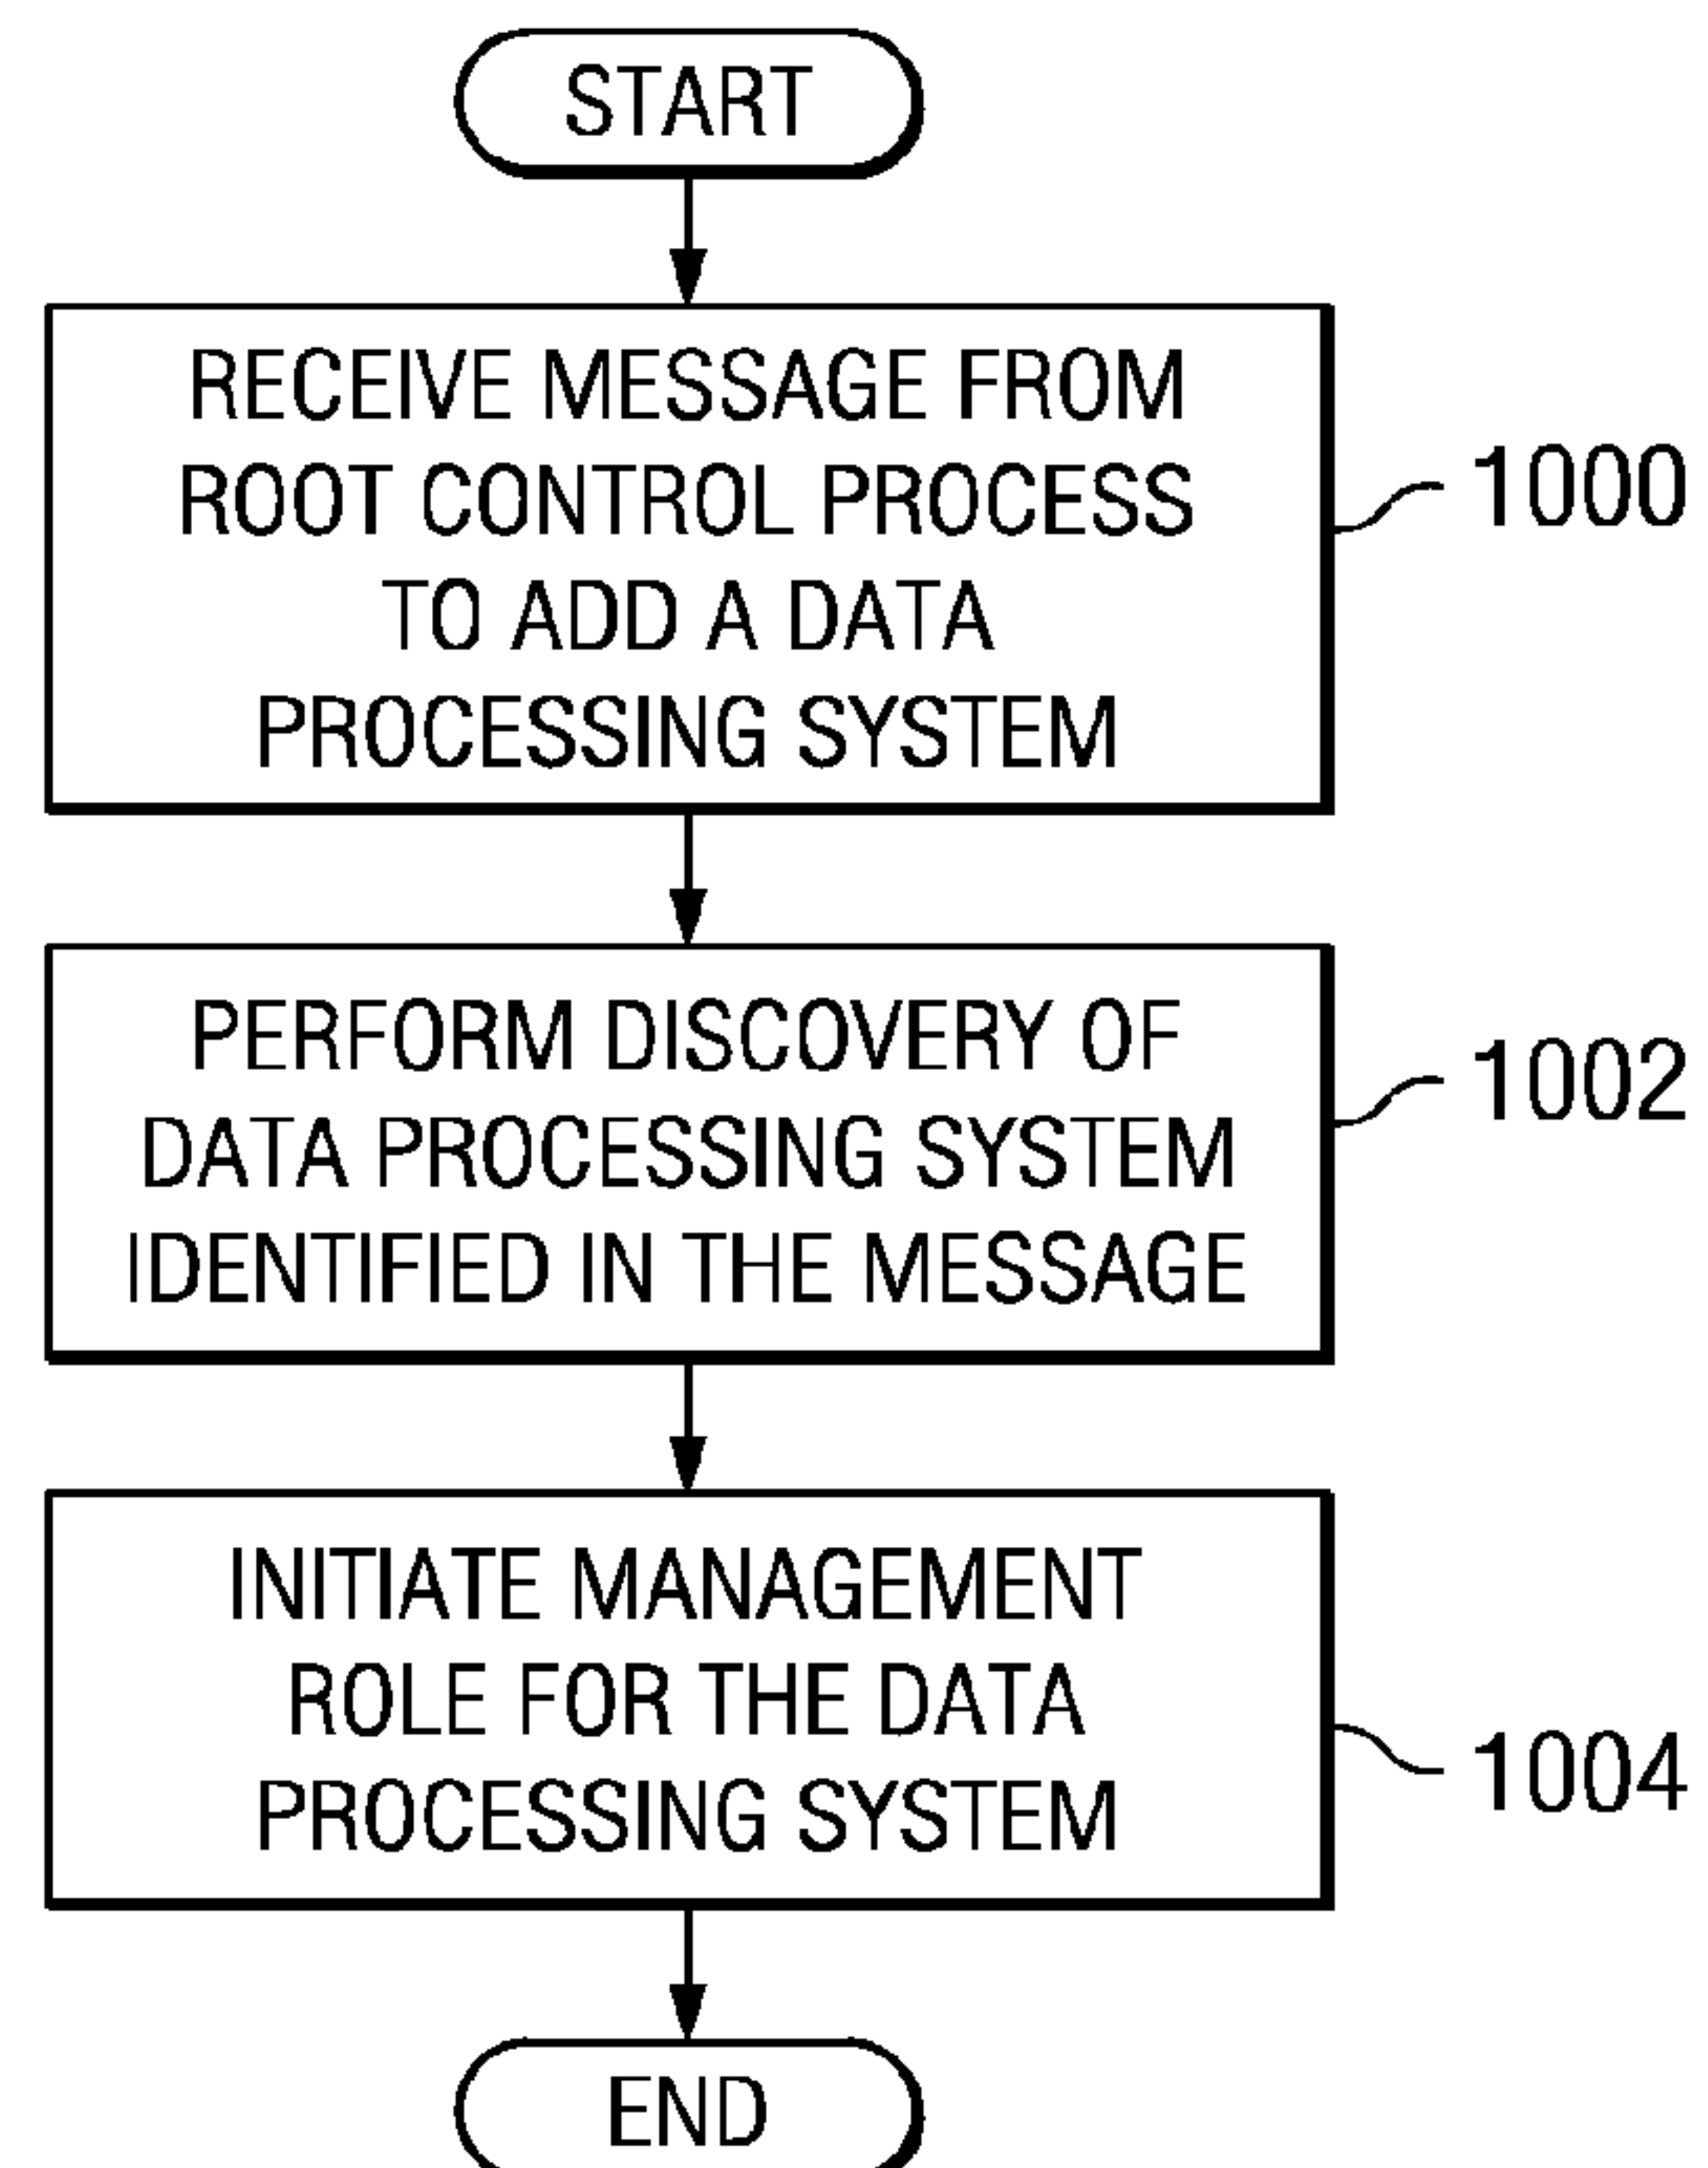 START
RECEIVE MESSAGE FROM
ROOT CONTROL PROCESS
TO ADD A DATA
PROCESSING SYSTEM
1000
PERFORM DISCOVERY OF
DATA PROCESSING SYSTEM
IDENTIFIED IN THE MESSAGE
1002
INITIATE MANAGEMENT
ROLE FOR THE DATA
PROCESSING SYSTEM
1004
END